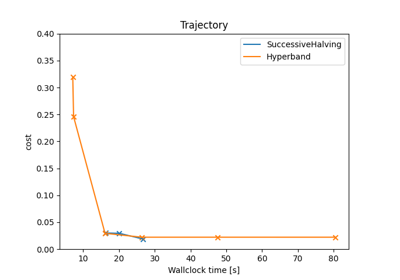 Trajectory
0.40
0.35
0.30
0.25
0.20
0.15
0.10
0.05
0.00
cost
SuccessiveHalving
Hyperband
10 20 30 40 50 60 70 80
Wallclock time [s]